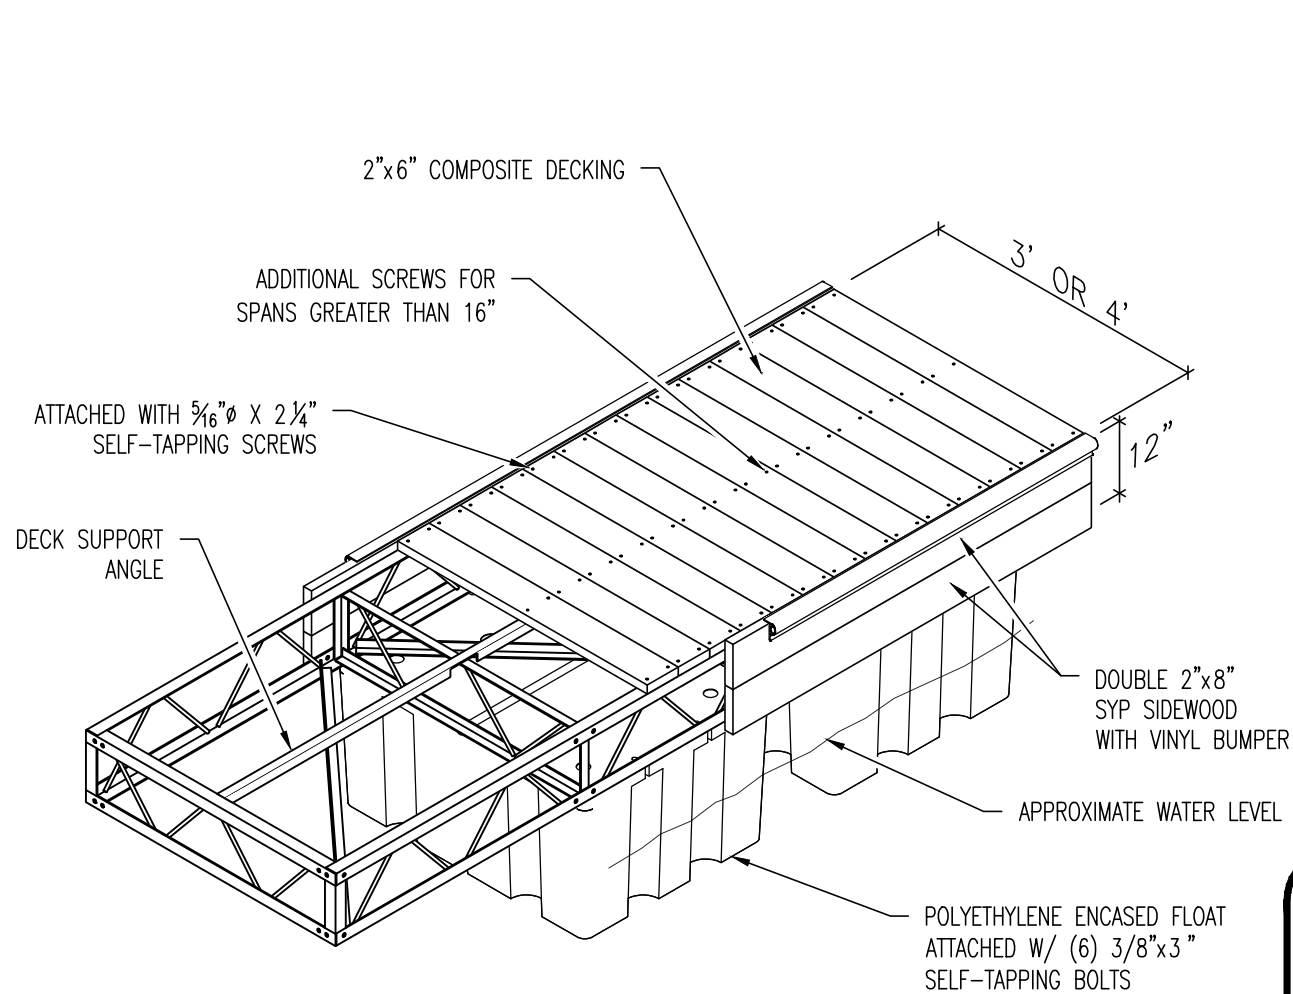 2”x6” COMPOSITE DECKING
3' OR 4'
ADDITIONAL SCREWS FOR
SPANS GREATER THAN 16”
ATTACHED WITH 5/16”ø X 2 1/4”
SELF-TAPPING SCREWS
12”
DECK SUPPORT
ANGLE
DOUBLE 2”x8”
SYP SIDEWOOD
WITH VINYL BUMPER
APPROXIMATE WATER LEVEL
POLYETHYLENE ENCASED FLOAT
ATTACHED W/ (6) 3/8”x3”
SELF-TAPPING BOLTS